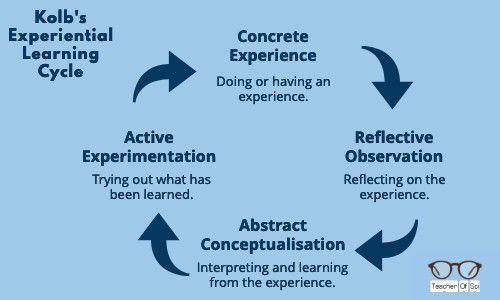 Kolb's
Experiential
Learning
Cycle
Concrete
Experience
Doing or having an
experience.
Reflective
Observation
Reflecting on the
experience.
Abstract
Conceptualisation
Interpreting and learning
from the experience.
Active
Experimentation
Trying out what has
been learned.
Teacher Of Sci